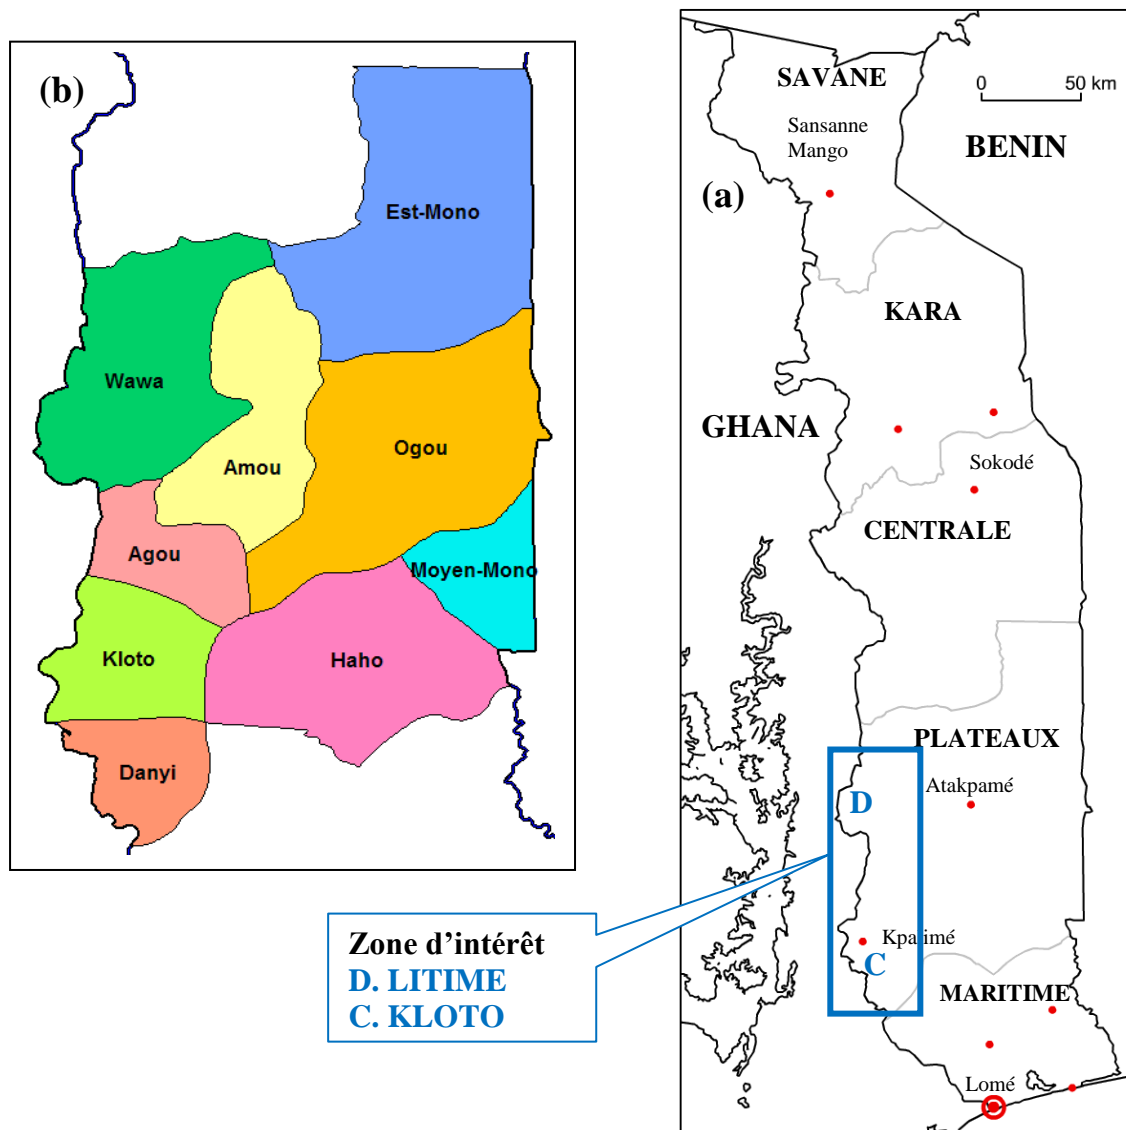 (b)
Est-Mono
Wawa
Ogou
Amou
Agou
Moyen-Mono
Kloto
Haho
Danyi
Zone d’intérêt
D. LITIME
C. KLOTO
(a)
SAVANE
0 50 km
Sansanne
Mango
BENIN
KARA
GHANA
Sokodé
CENTRALE
PLATEAUX
Atakpamé
D
Kpalimé
C
MARITIME
Lomé